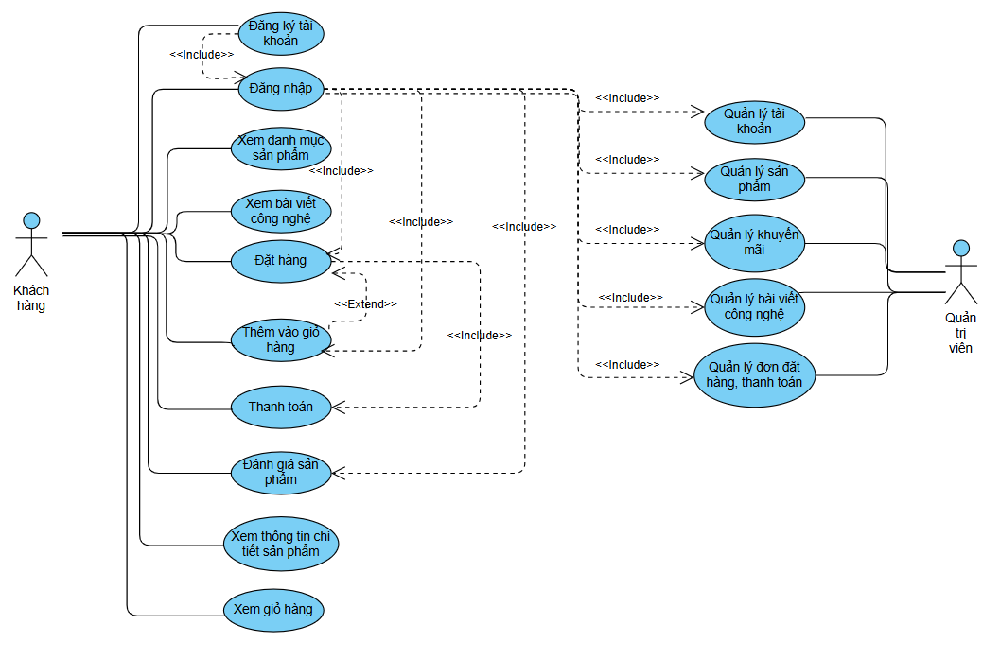 Đăng ký tài
khoản
<<Include>>
Đăng nhập
<<Include>>
Quản lý tài
khoản
Xem danh mục
sản phẩm
<<Include>>
<<Include>>
Quản lý sản
phẩm
Xem bài viết
công nghệ
<<Include>>
<<Include>>
<<Include>>
Quản lý khuyến
mãi
Đặt hàng
Khách
hàng
<<Extend>>
<<Include>>
Quản lý bài viết
công nghệ
Quản
trị
viên
Thêm vào giỏ
hàng
<<Include>>
<<Include>>
Quản lý đơn đặt
hàng, thanh toán
Thanh toán
Đánh giá sản
phẩm
Xem thông tin chi
tiết sản phẩm
Xem giỏ hàng